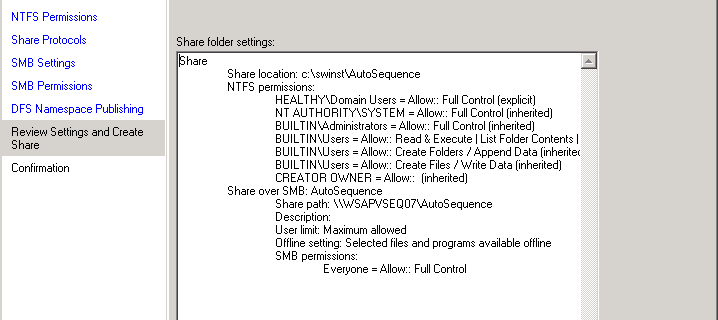 NTFS Permissions
Share Protocols
SMB Settings
SMB Permissions
DFS Namespace Publishing
Review Settings and Create
Share
Confirmation
Share folder settings:
Share
Share location: c:\swinst\AutoSequence
NTFS permissions:
HEALTHY\Domain Users = Allow:: Full Control (explicit)
NT AUTHORITY\SYSTEM = Allow:: Full Control (inherited)
BUILTIN\Administrators = Allow:: Full Control (inherited)
BUILTIN\Users = Allow:: Read & Execute | List Folder Contents |
BUILTIN\Users = Allow:: Create Folders / Append Data (inherited
BUILTIN\Users = Allow:: Create Files / Write Data (inherited)
CREATOR OWNER = Allow:: (inherited)
Share over SMB: AutoSequence
Share path: \\WSAPVSEQ07\AutoSequence
Description:
User limit: Maximum allowed
Offline setting: Selected files and programs available offline
SMB permissions:
Everyone = Allow:: Full Control